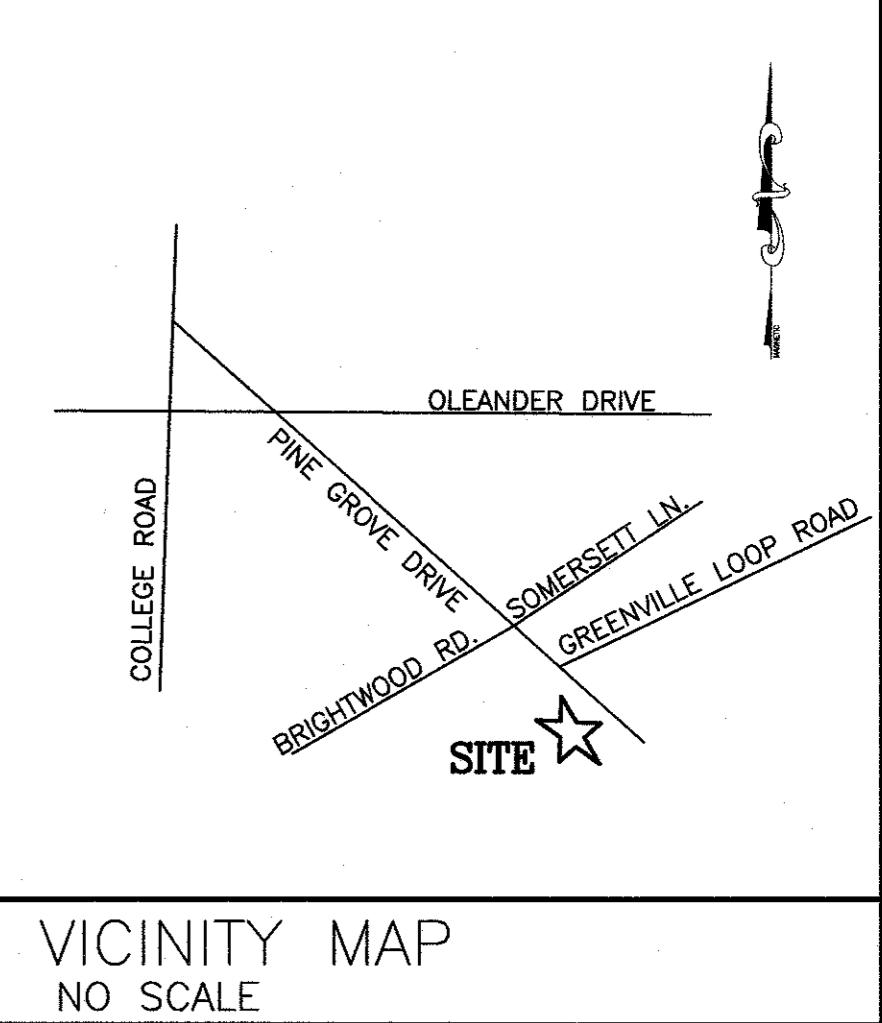 MAGNETIC
OLEANDER DRIVE
PINE GROVE DRIVE
COLLEGE ROAD
SOMERSETT LN.
GREENVILLE LOOP ROAD
BRIGHTWOOD RD.
SITE
VICINITY MAP
NO SCALE